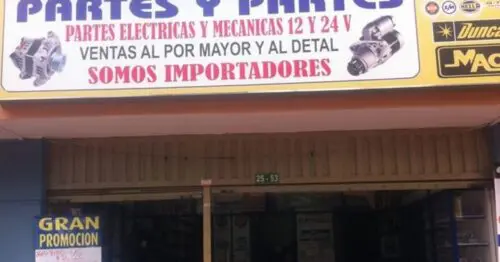 PARTES Y PARTES
PARTES ELECTRICAS Y MECANICAS 12 Y 24 V
VENTAS AL POR MAYOR Y AL DETAL
SOMOS IMPORTADORES
Dunca
MAC
25-53
GRAN
PROMOCION